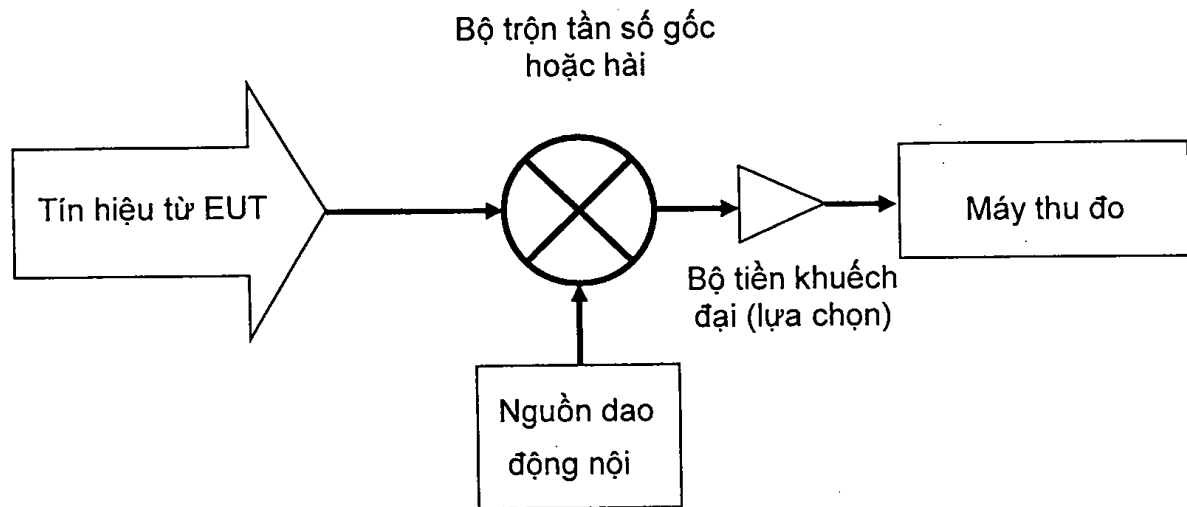 Bộ trộn tần số gốc
hoặc hài
Tín hiệu từ EUT
Máy thu đo
Bộ tiền khuếch
đại (lựa chọn)
Nguồn dao
động nội